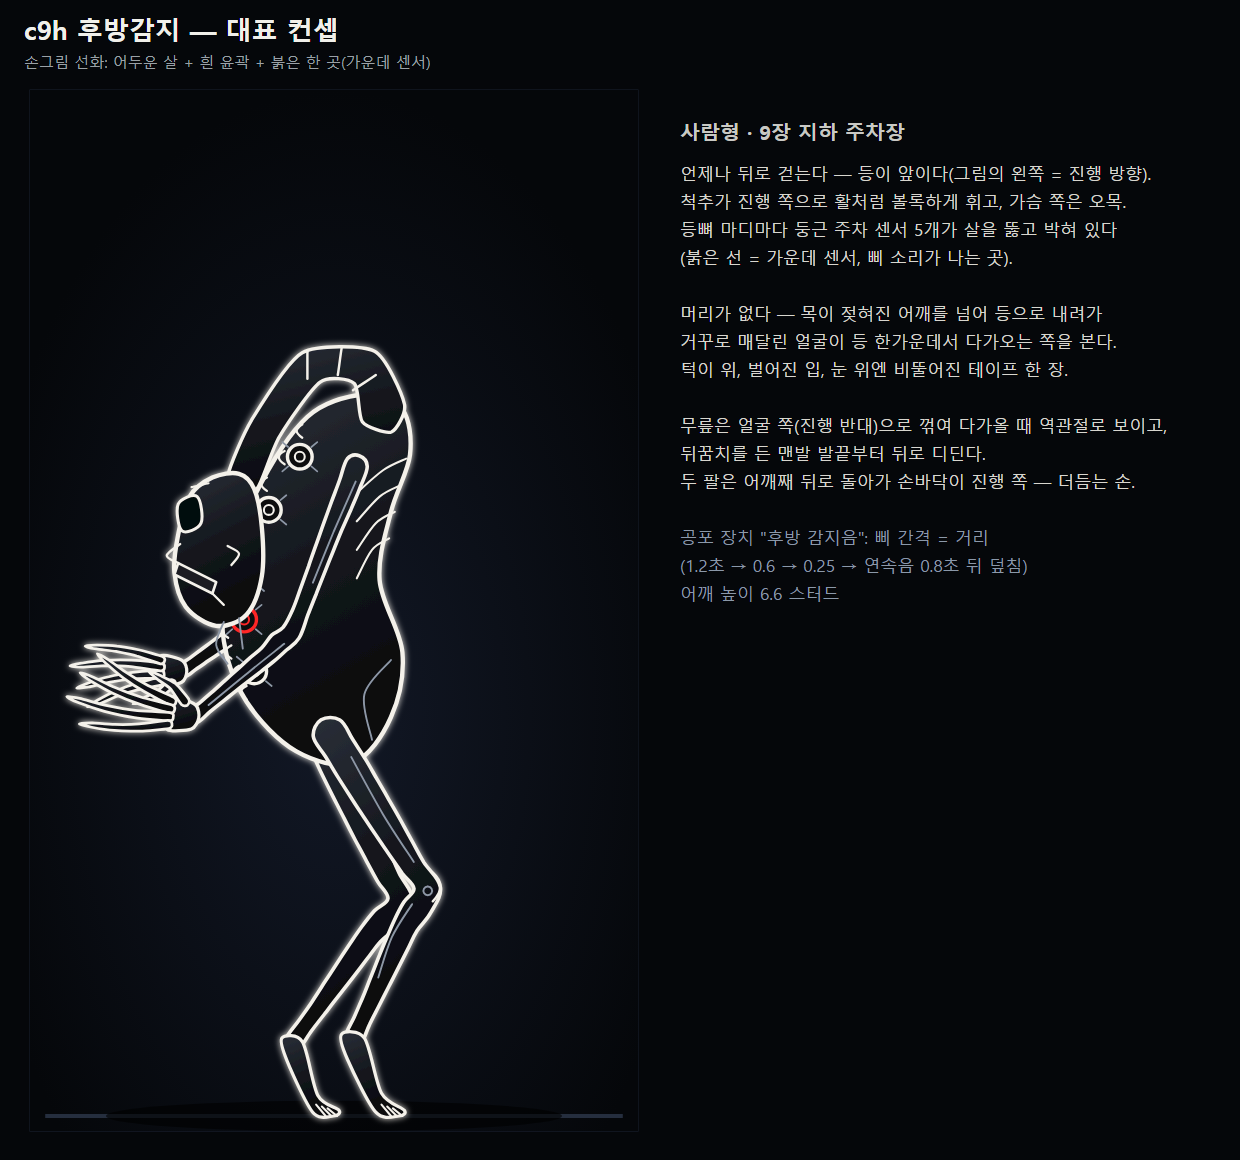 c9h 후방감지 — 대표 컨셉
손그림 선화: 어두운 살 + 흰 윤곽 + 붉은 한 곳(가운데 센서)
사람형 · 9장 지하 주차장
언제나 뒤로 걷는다 — 등이 앞이다(그림의 왼쪽 = 진행 방향).
척추가 진행 쪽으로 활처럼 볼록하게 휘고, 가슴 쪽은 오목.
등뼈 마디마다 둥근 주차 센서 5개가 살을 뚫고 박혀 있다
(붉은 선 = 가운데 센서, 삐 소리가 나는 곳).
머리가 없다 — 목이 젖혀진 어깨를 넘어 등으로 내려가
거꾸로 매달린 얼굴이 등 한가운데서 다가오는 쪽을 본다.
턱이 위, 벌어진 입, 눈 위엔 비뚤어진 테이프 한 장.
무릎은 얼굴 쪽(진행 반대)으로 꺾여 다가올 때 역관절로 보이고,
뒤꿈치를 든 맨발 발끝부터 뒤로 디딘다.
두 팔은 어깨째 뒤로 돌아가 손바닥이 진행 쪽 — 더듬는 손.
공포 장치 "후방 감지음": 삐 간격 = 거리
(1.2초 → 0.6 → 0.25 → 연속음 0.8초 뒤 덮침)
어깨 높이 6.6 스터드